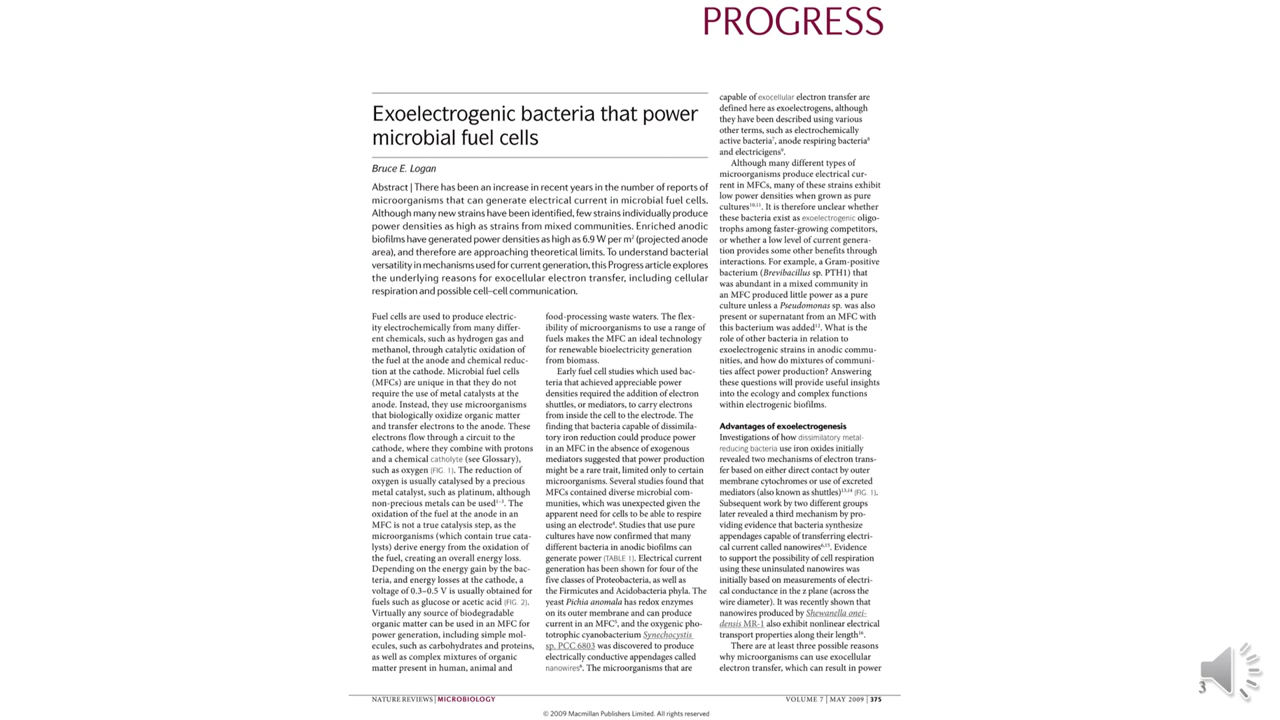 PROGRESS
Exoelectrogenic bacteria that power
microbial fuel cells
Bruce E. Logan
Abstract | There has been an increase in recent years in the number of reports of
microorganisms that can generate electrical current in microbial fuel cells.
Although many new strains have been identified, few strains individually produce
power densities as high as strains from mixed communities. Enriched anodic
biofilms have generated power densities as high as 6.9 W per m² (projected anode
area), and therefore are approaching theoretical limits. To understand bacterial
versatility in mechanisms used for current generation, this Progress article explores
the underlying reasons for exocellular electron transfer, including cellular
respiration and possible cell–cell communication.
Fuel cells are used to produce electric-
ity electrochemically from many differ-
ent chemicals, such as hydrogen gas and
methanol, through catalytic oxidation of
the fuel at the anode and chemical reduc-
tion at the cathode. Microbial fuel cells
(MFCs) are unique in that they do not
require the use of metal catalysts at the
anode. Instead, they use microorganisms
that biologically oxidize organic matter
and transfer electrons to the anode. These
electrons flow through a circuit to the
cathode, where they combine with protons
and a chemical catholyte (see Glossary),
such as oxygen (FIG. 1). The reduction of
oxygen is usually catalysed by a precious
metal catalyst, such as platinum, although
non-precious metals can be used¹⁻³. The
oxidation of the fuel at the anode in an
MFC is not a true catalysis step, as the
microorganisms (which contain true cata-
lysts) derive energy from the oxidation of
the fuel, creating an overall energy loss.
Depending on the energy gain by the bac-
teria, and energy losses at the cathode, a
voltage of 0.3–0.5 V is usually obtained for
fuels such as glucose or acetic acid (FIG. 2).
Virtually any source of biodegradable
organic matter can be used in an MFC for
power generation, including simple mol-
ecules, such as carbohydrates and proteins,
as well as complex mixtures of organic
matter present in human, animal and
food-processing waste waters. The flex-
ibility of microorganisms to use a range of
fuels makes the MFC an ideal technology
for renewable bioelectricity generation
from biomass.
Early fuel cell studies which used bac-
teria that achieved appreciable power
densities required the addition of electron
shuttles, or mediators, to carry electrons
from inside the cell to the electrode. The
finding that bacteria capable of dissimila-
tory iron reduction could produce power
in an MFC in the absence of exogenous
mediators suggested that power production
might be a rare trait, limited only to certain
microorganisms. Several studies found that
MFCs contained diverse microbial com-
munities, which was unexpected given the
apparent need for cells to be able to respire
using an electrode⁴. Studies that use pure
cultures have now confirmed that many
different bacteria in anodic biofilms can
generate power (TABLE 1). Electrical current
generation has been shown for four of the
five classes of Proteobacteria, as well as
the Firmicutes and Acidobacteria phyla. The
yeast Pichia anomala has redox enzymes
on its outer membrane and can produce
current in an MFC⁵, and the oxygenic pho-
totrophic cyanobacterium Synechocystis
sp. PCC 6803 was discovered to produce
electrically conductive appendages called
nanowires⁶. The microorganisms that are
capable of exocellular electron transfer are
defined here as exoelectrogens, although
they have been described using various
other terms, such as electrochemically
active bacteria⁷, anode respiring bacteria⁸
and electricigens⁹.
Although many different types of
microorganisms produce electrical cur-
rent in MFCs, many of these strains exhibit
low power densities when grown as pure
cultures¹⁰,¹¹. It is therefore unclear whether
these bacteria exist as exoelectrogenic oligo-
trophs among faster-growing competitors,
or whether a low level of current genera-
tion provides some other benefits through
interactions. For example, a Gram-positive
bacterium (Brevibacillus sp. PTH1) that
was abundant in a mixed community in
an MFC produced little power as a pure
culture unless a Pseudomonas sp. was also
present or supernatant from an MFC with
this bacterium was added¹². What is the
role of other bacteria in relation to
exoelectrogenic strains in anodic commu-
nities, and how do mixtures of communi-
ties affect power production? Answering
these questions will provide useful insights
into the ecology and complex functions
within electrogenic biofilms.
Advantages of exoelectrogenesis
Investigations of how dissimilatory metal-
reducing bacteria use iron oxides initially
revealed two mechanisms of electron trans-
fer based on either direct contact by outer
membrane cytochromes or use of excreted
mediators (also known as shuttles)¹³,¹⁴ (FIG. 1).
Subsequent work by two different groups
later revealed a third mechanism by pro-
viding evidence that bacteria synthesize
appendages capable of transferring electri-
cal current called nanowires⁶,¹⁵. Evidence
to support the possibility of cell respiration
using these uninsulated nanowires was
initially based on measurements of electri-
cal conductance in the z plane (across the
wire diameter). It was recently shown that
nanowires produced by Shewanella onei-
densis MR-1 also exhibit nonlinear electrical
transport properties along their length¹⁶.
There are at least three possible reasons
why microorganisms can use exocellular
electron transfer, which can result in power
NATURE REVIEWS | MICROBIOLOGY
VOLUME 7 | MAY 2009 | 375
© 2009 Macmillan Publishers Limited. All rights reserved
3